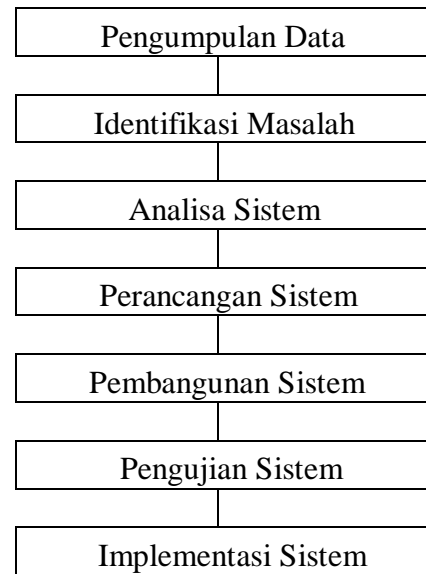 Pengumpulan Data
Identifikasi Masalah
Analisa Sistem
Perancangan Sistem
Pembangunan Sistem
Pengujian Sistem
Implementasi Sistem